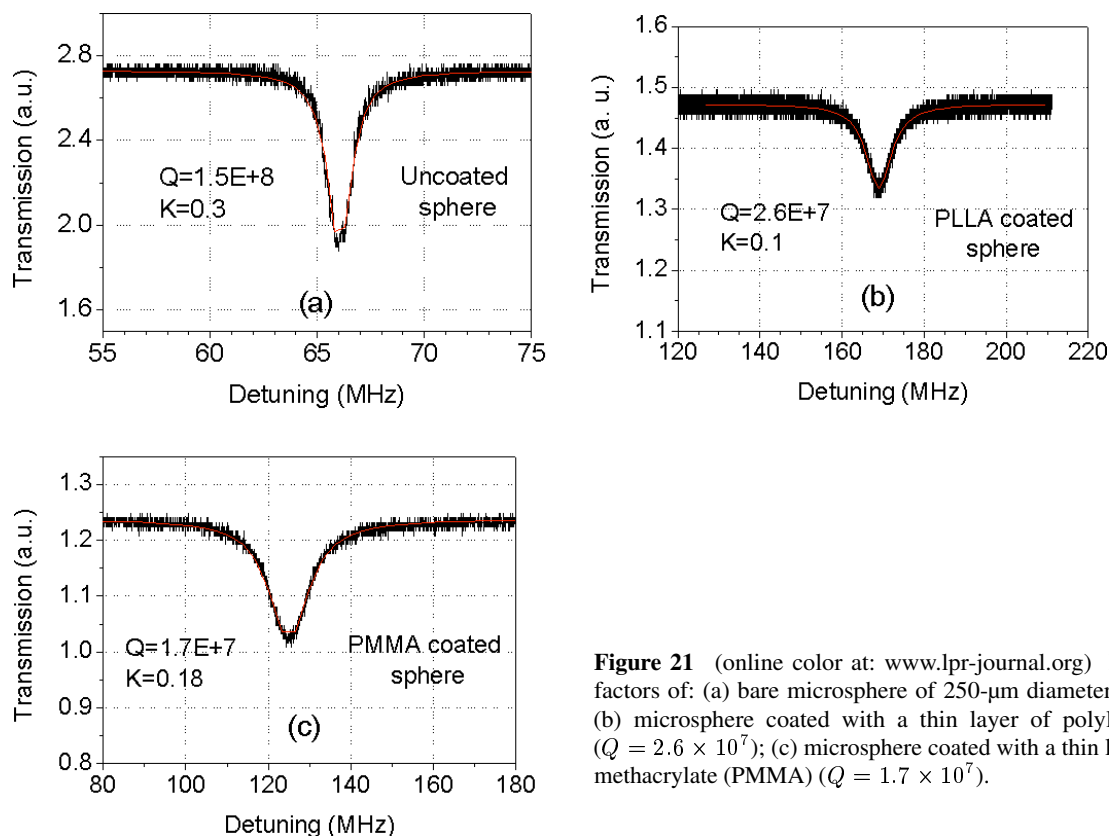 2.8
2.4
2.0
1.6
Transmission (a.u.)
Q=1.5E+8
K=0.3
Uncoated
sphere
(a)
55 60 65 70 75
Detuning (MHz)
1.6
1.5
1.4
1.3
1.2
1.1
Transmission (a. u.)
Q=2.6E+7
K=0.1
PLLA coated
sphere
(b)
120 140 160 180 200 220
Detuning (MHz)
1.3
1.2
1.1
1.0
0.9
0.8
Transmission (a.u.)
Q=1.7E+7
K=0.18
PMMA coated
sphere
(c)
80 100 120 140 160 180
Detuning (MHz)
Figure 21 (online color at: www.lpr-journal.org)
factors of: (a) bare microsphere of 250-μm diameter
(b) microsphere coated with a thin layer of polyl
(Q = 2.6 × 10⁷); (c) microsphere coated with a thin l
methacrylate (PMMA) (Q = 1.7 × 10⁷).